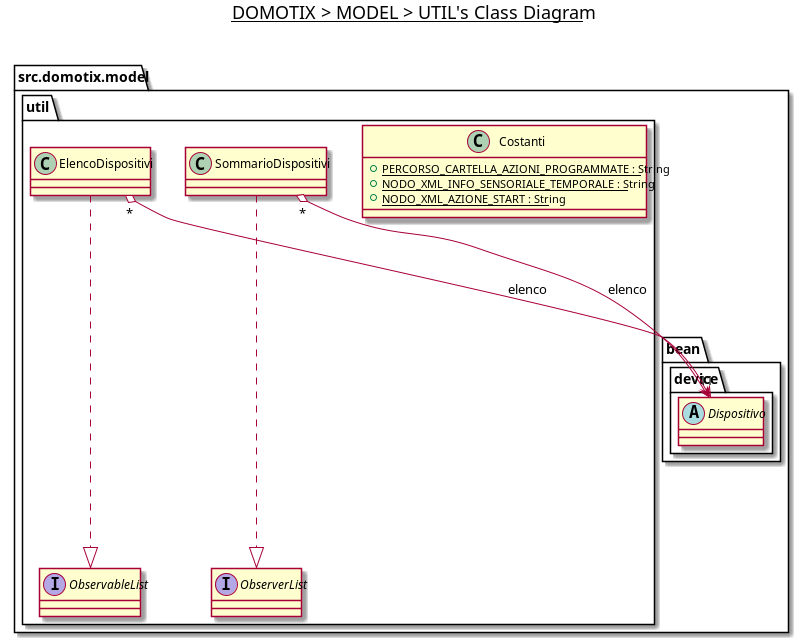 DOMOTIX > MODEL > UTIL's Class Diagram
src.domotix.model
util
C ElencoDispositivi
C SommarioDispositivi
C Costanti
PERCORSO_CARTELLA_AZIONI_PROGRAMMATE : String
NODO_XML_INFO_SENSORIALE_TEMPORALE : String
NODO_XML_AZIONE_START : String
*
*
elenco
elenco
bean
device
A Dispositivo
I ObservableList
I ObserverList